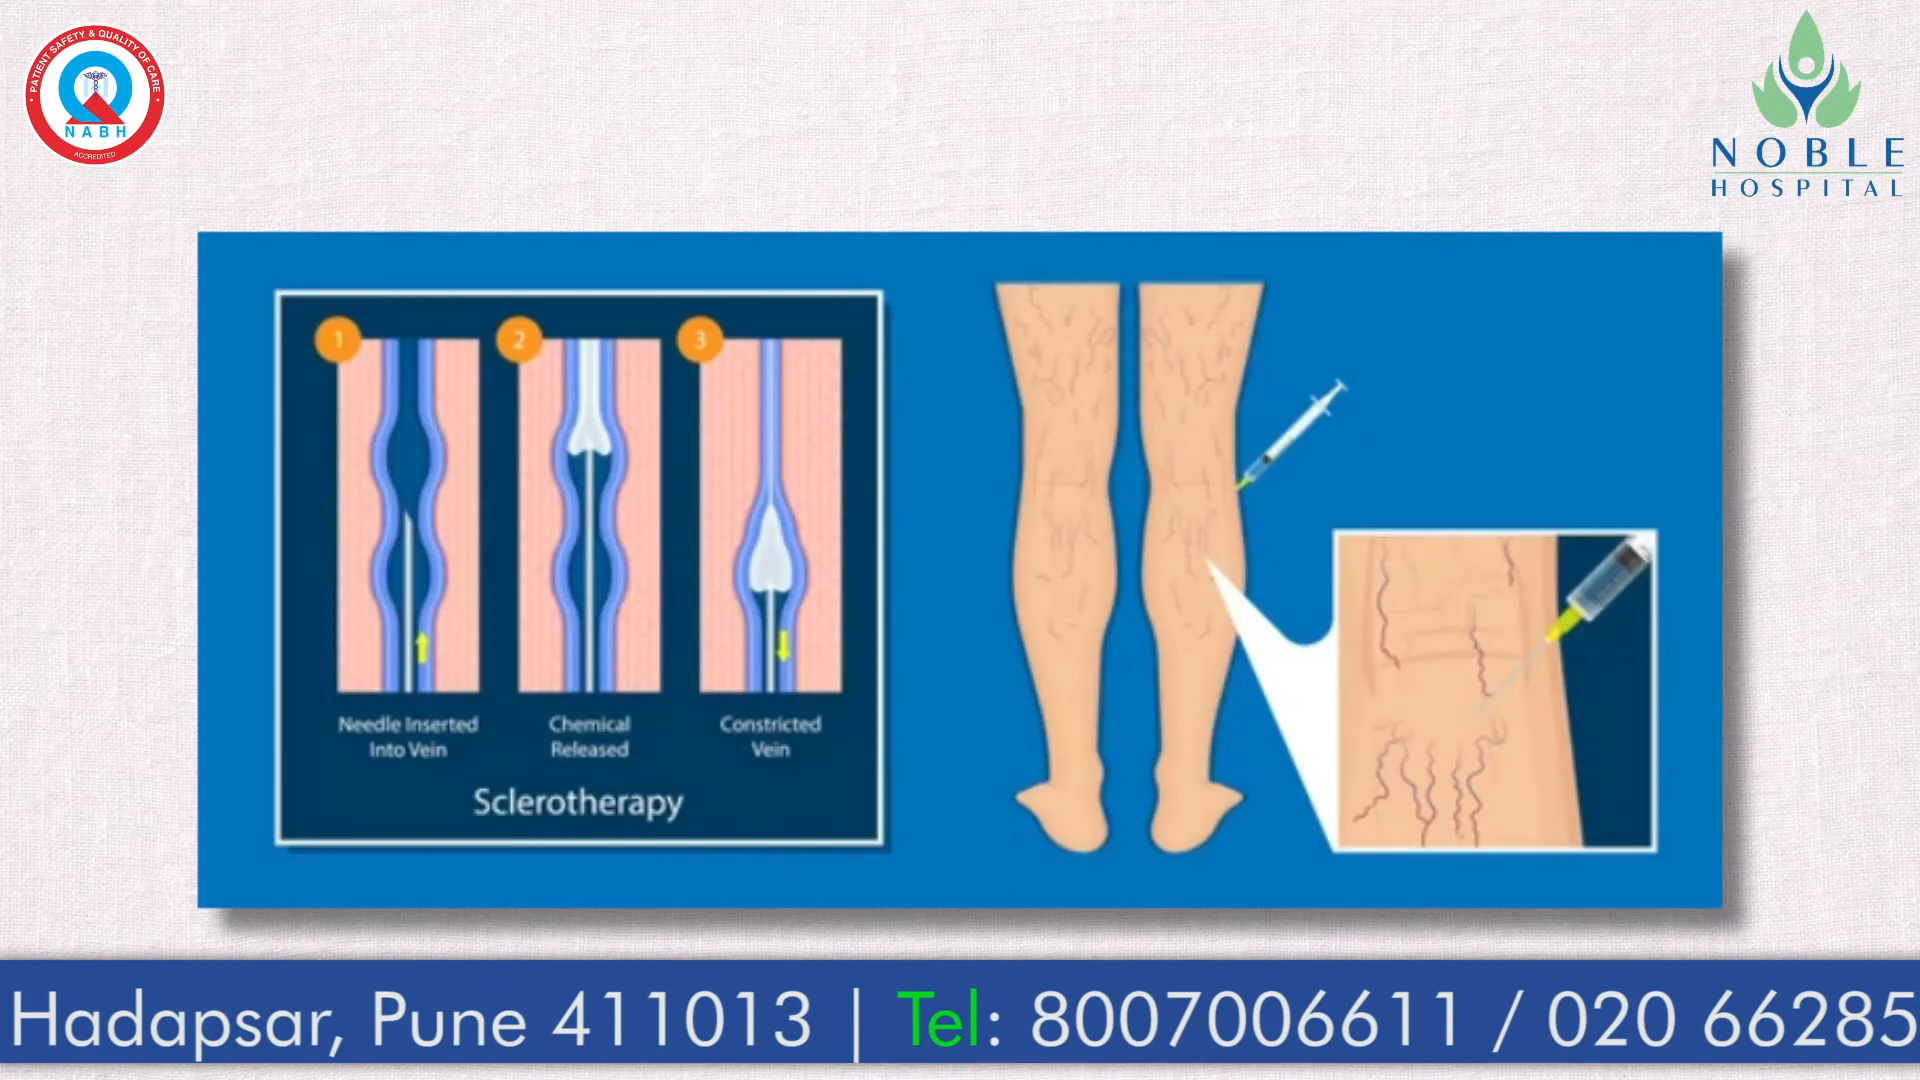 PATIENT SAFETY & QUALITY OF CARE
NABH
ACCREDITED
NOBLE
HOSPITAL
1
2
3
Needle Inserted
Into Vein
Chemical
Released
Constricted
Vein
Sclerotherapy
Hadapsar, Pune 411013 | Tel: 8007006611 / 020 66285